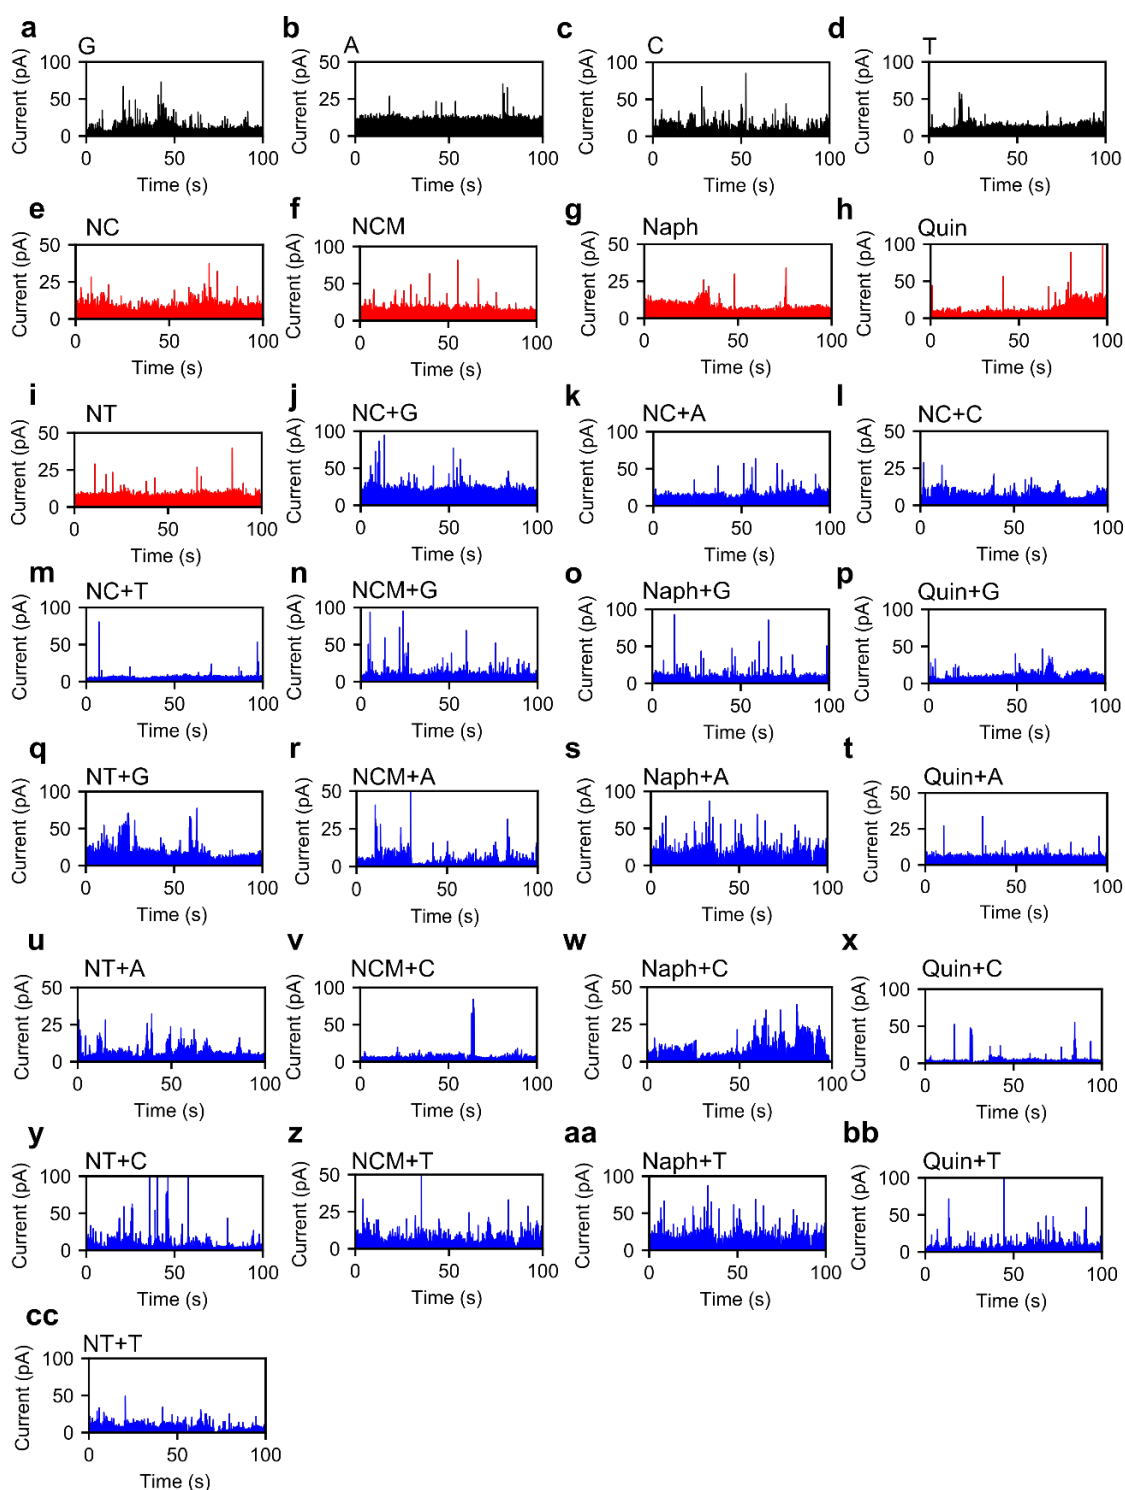 a b c d
G A C T
Current (pA) 100 50 0 Current (pA) 50 25 0 Current (pA) 100 50 0 Current (pA) 100 50 0
0 50 100 0 50 100 0 50 100 0 50 100
Time (s) Time (s) Time (s) Time (s)
e f g h
NC NCM Naph Quin
Current (pA) 50 25 0 Current (pA) 100 50 0 Current (pA) 50 25 0 Current (pA) 100 50 0
0 50 100 0 50 100 0 50 100 0 50 100
Time (s) Time (s) Time (s) Time (s)
i j k l
NT NC+G NC+A NC+C
Current (pA) 50 25 0 Current (pA) 100 50 0 Current (pA) 100 50 0 Current (pA) 50 25 0
0 50 100 0 50 100 0 50 100 0 50 100
Time (s) Time (s) Time (s) Time (s)
m n o p
NC+T NCM+G Naph+G Quin+G
Current (pA) 100 50 0 Current (pA) 100 50 0 Current (pA) 100 50 0 Current (pA) 100 50 0
0 50 100 0 50 100 0 50 100 0 50 100
Time (s) Time (s) Time (s) Time (s)
q r s t
NT+G NCM+A Naph+A Quin+A
Current (pA) 100 50 0 Current (pA) 50 25 0 Current (pA) 100 50 0 Current (pA) 50 25 0
0 50 100 0 50 100 0 50 100 0 50 100
Time (s) Time (s) Time (s) Time (s)
u v w x
NT+A NCM+C Naph+C Quin+C
Current (pA) 50 25 0 Current (pA) 100 50 0 Current (pA) 50 25 0 Current (pA) 100 50 0
0 50 100 0 50 100 0 50 100 0 50 100
Time (s) Time (s) Time (s) Time (s)
y z aa bb
NT+C NCM+T Naph+T Quin+T
Current (pA) 100 50 0 Current (pA) 50 25 0 Current (pA) 100 50 0 Current (pA) 100 50 0
0 50 100 0 50 100 0 50 100 0 50 100
Time (s) Time (s) Time (s) Time (s)
cc
NT+T
Current (pA) 100 50 0
0 50 100
Time (s)